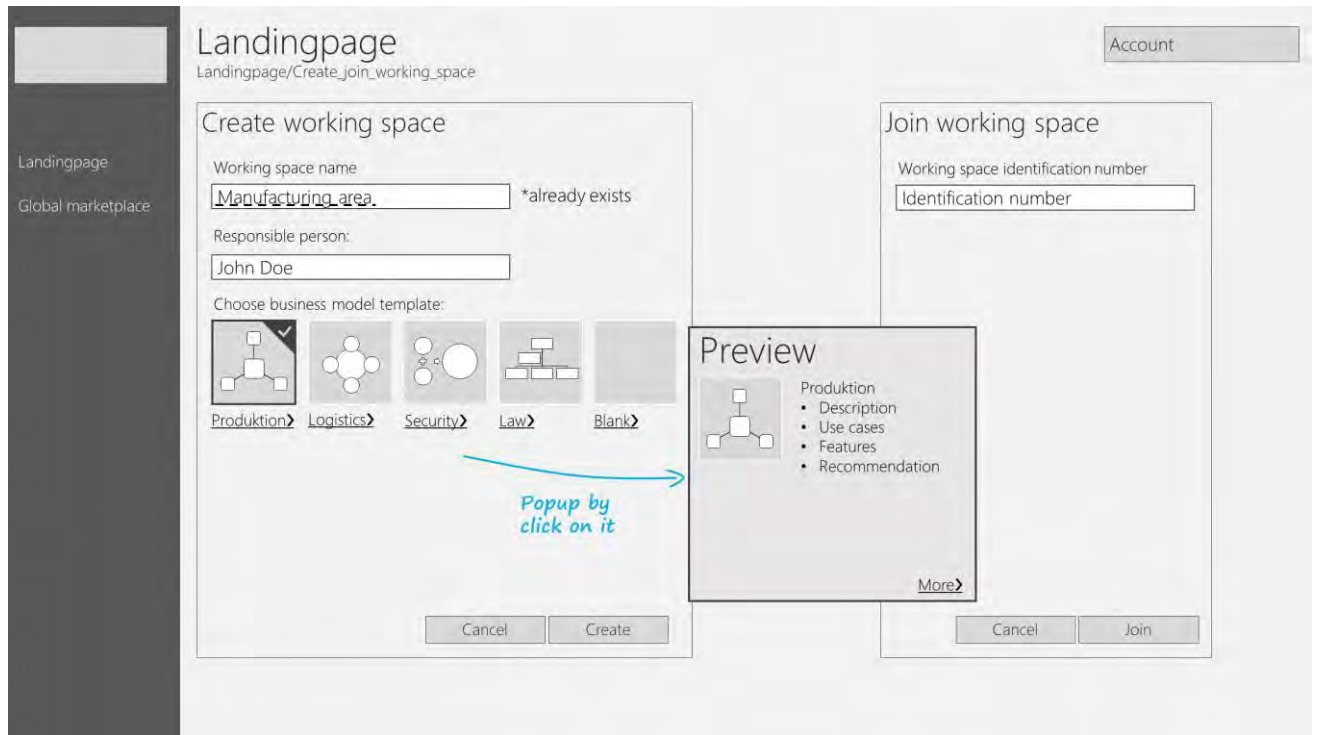 Landingpage
Landingpage/Create_join_working_space
Account
Landingpage
Global marketplace
Create working space
Working space name
Manufacturing_area.
*already exists
Responsible person:
John Doe
Choose business model template:
Produktion❯
Logistics❯
Security❯
Law❯
Blank❯
Popup by
click on it
Cancel
Create
Preview
Produktion
• Description
• Use cases
• Features
• Recommendation
More❯
Join working space
Working space identification number
Identification number
Cancel
Join